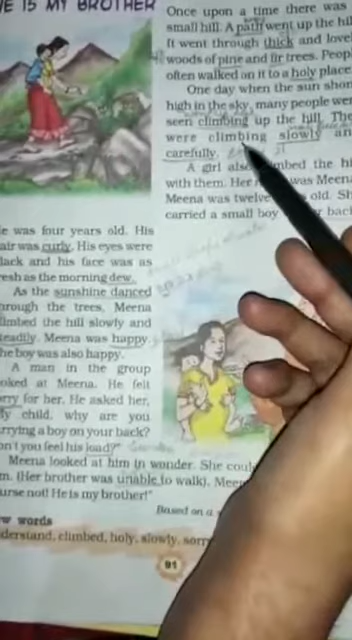 E IS MY BROTHER
Once upon a time there was
small hill. A path went up the hil
It went through thick and love
woods of pine and fir trees. Peop
often walked on it to a holy place
One day when the sun shon
high in the sky, many people wer
seen climbing up the hill. The
were climbing slowly an
carefully.
A girl also climbed the hi
with them. Her was Meen
Meena was twelve old. Sh
carried a small boy back
e was four years old. His
air was curly. His eyes were
lack and his face was as
resh as the morning dew.
As the sunshine danced
hrough the trees, Meena
limbed the hill slowly and
teadily. Meena was happy.
he boy was also happy.
A man in the group
oked at Meena. He felt
orry for her. He asked her,
y child, why are you
rrying a boy on your back?
on't you feel his load?"
Meena looked at him in wonder. She coul
m. (Her brother was unable to walk). Meen
urse not! He is my brother!"
Based on a
w words
derstand, climbed, holy, slowly, sorr
91